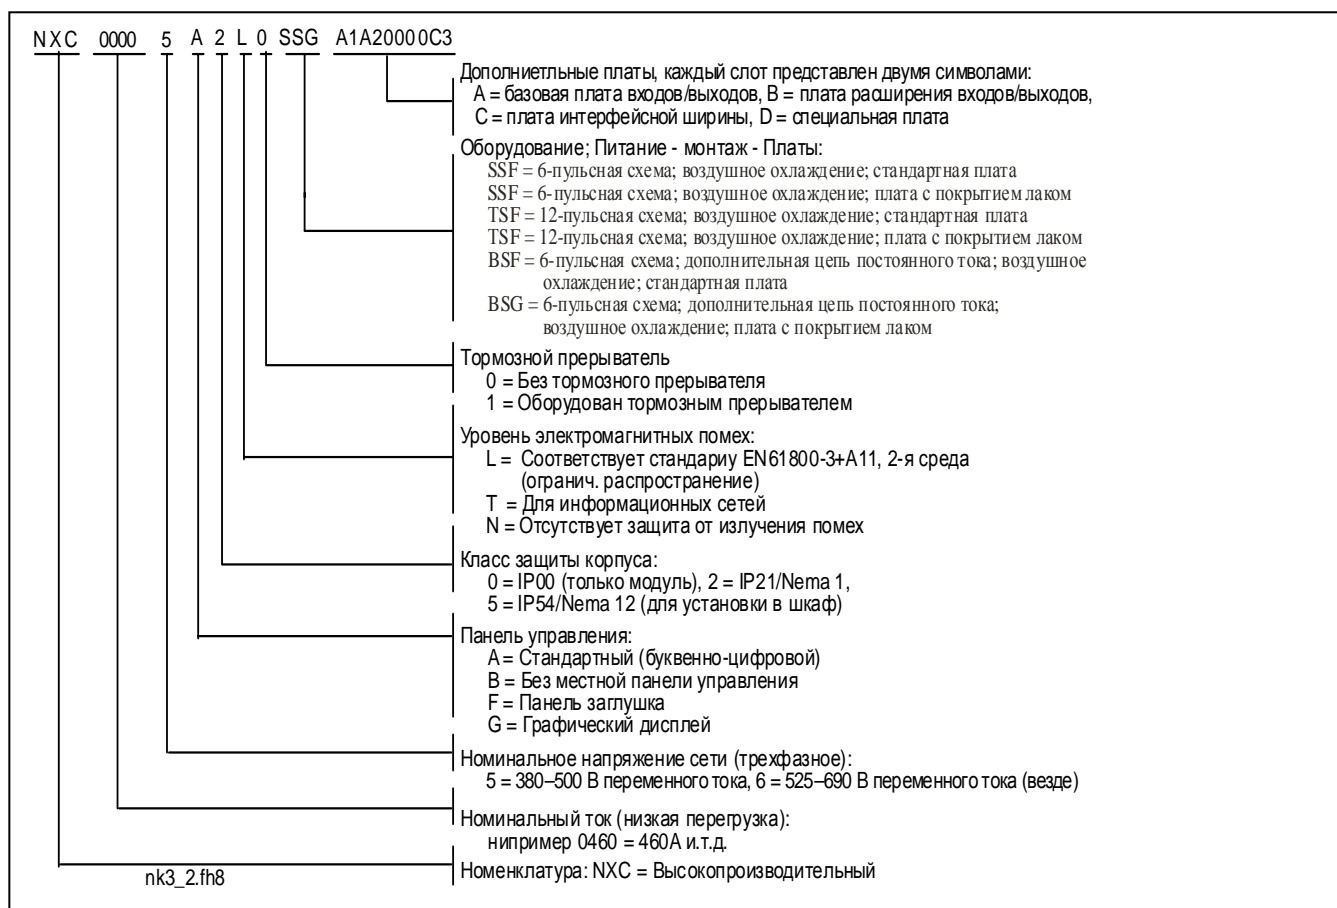 NXC 0000 5 A 2 L 0 SSG A1A20000C3
Дополниетльные платы, каждый слот представлен двумя символами:
A = базовая плата входов/выходов, B = плата расширения входов/выходов,
C = плата интерфейсной ширины, D = специальная плата
Оборудование; Питание - монтаж - Платы:
SSF = 6-пульсная схема; воздушное охлаждение; стандартная плата
SSF = 6-пульсная схема; воздушное охлаждение; плата с покрытием лаком
TSF = 12-пульсная схема; воздушное охлаждение; стандартная плата
TSF = 12-пульсная схема; воздушное охлаждение; плата с покрытием лаком
BSF = 6-пульсная схема; дополнительная цепь постоянного тока; воздушное
охлаждение; стандартная плата
BSG = 6-пульсная схема; дополнительная цепь постоянного тока;
воздушное охлаждение; плата с покрытием лаком
Тормозной прерыватель
0 = Без тормозного прерывателя
1 = Оборудован тормозным прерывателем
Уровень электромагнитных помех:
L = Соответствует стандариу EN61800-3+A11, 2-я среда
(огранич. распространение)
T = Для информационных сетей
N = Отсутствует защита от излучения помех
Класс защиты корпуса:
0 = IP00 (только модуль), 2 = IP21/Nema 1,
5 = IP54/Nema 12 (для установки в шкаф)
Панель управления:
A = Стандартный (буквенно-цифровой)
B = Без местной панели управления
F = Панель заглушка
G = Графический дисплей
Номинальное напряжение сети (трехфазное):
5 = 380–500 В переменного тока, 6 = 525–690 В переменного тока (везде)
Номинальный ток (низкая перегрузка):
нипример 0460 = 460A и.т.д.
Номенклатура: NXC = Высокопроизводительный
nk3_2.fh8